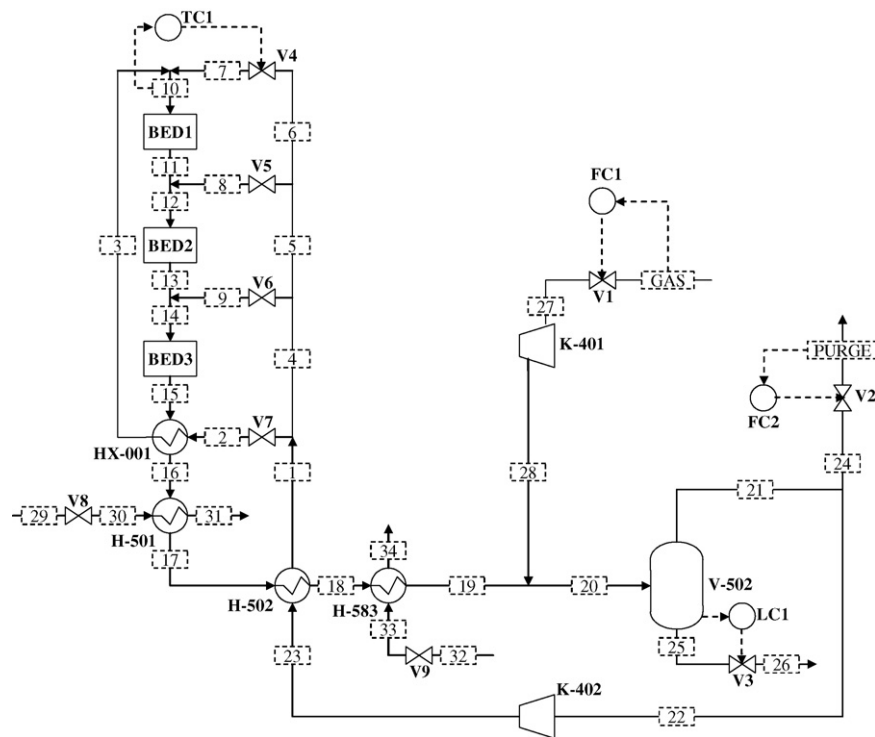 TC1
V4
7
10
6
BED1
11
V5
8
12
FC1
3
BED2
5
13
V6
9
GAS
V1
14
27
K-401
PURGE
BED3
4
V2
15
FC2
V7
2
HX-001
1
28
24
16
21
V8
29
30
31
H-501
34
17
V-502
18
19
20
H-502
H-583
LC1
33
23
32
25
26
V9
V3
K-402
22